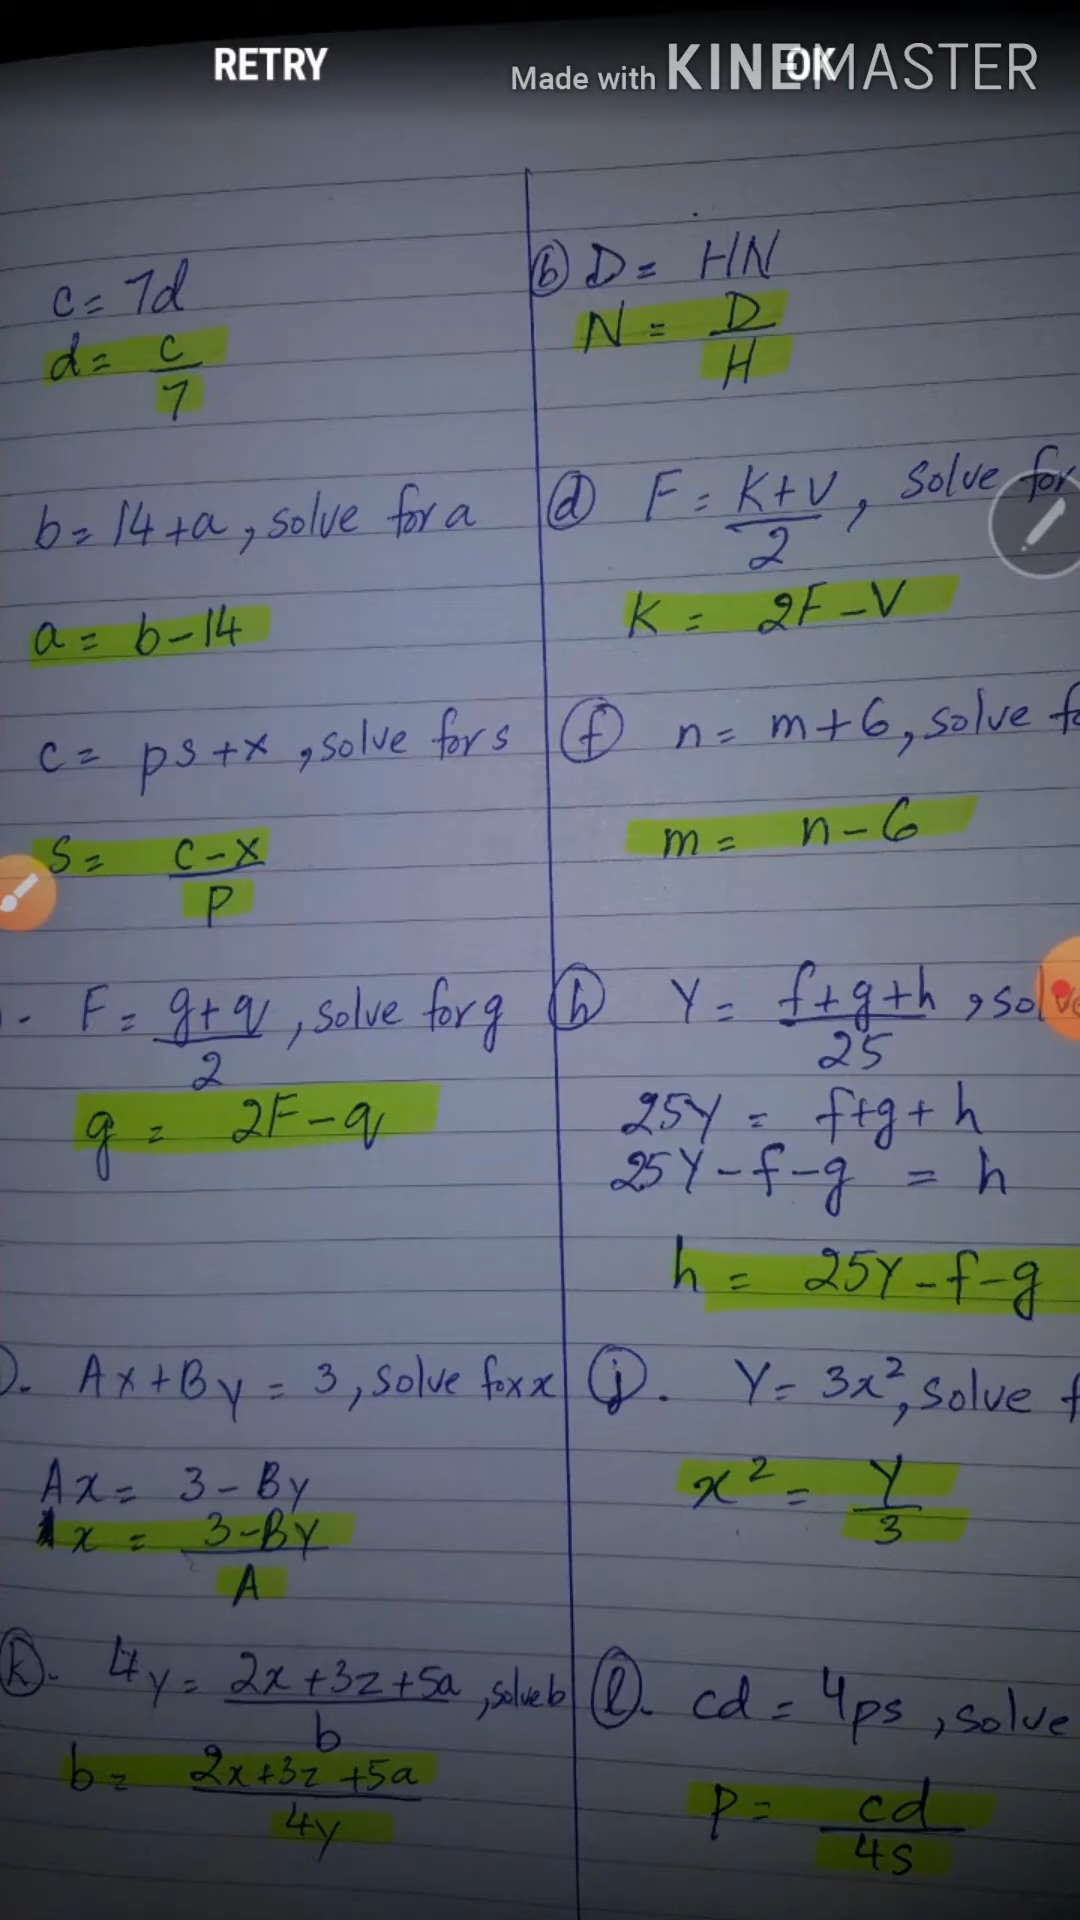 RETRY
OK
Made with KINEMASTER
c = 7d
d = c/7
b = 14 + a, solve for a
a = b - 14
c = ps + x, solve for s
s = c - x / p
F = g + q / 2, solve for g
g = 2F - q
Ax + By = 3, solve for x
Ax = 3 - By
x = 3 - By / A
(k). 4y = 2x + 3z + 5a / b, solve b
b = 2x + 3z + 5a / 4y
(b) D = HN
N = D / H
(d) F = K + V / 2, solve for
K = 2F - V
(f) n = m + 6, solve
m = n - 6
(h) Y = f + g + h / 25
25Y = f + g + h
25Y - f - g = h
h = 25Y - f - g
(j). Y = 3x², solve
x² = Y / 3
(l). cd = 4ps, solve
P = cd / 4s